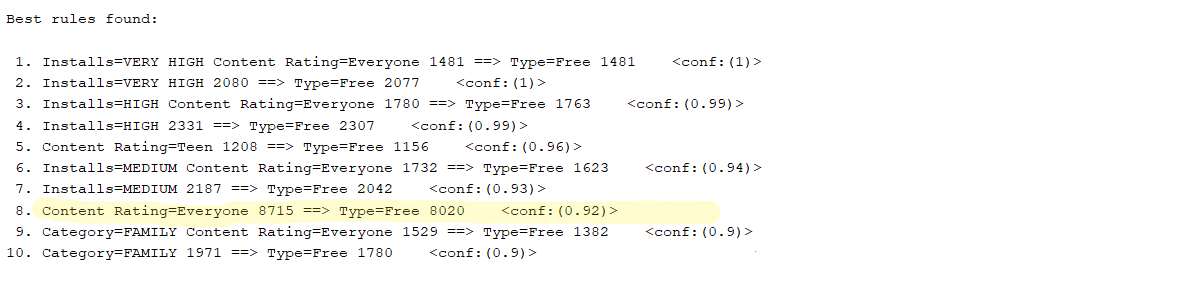 Best rules found:
1. Installs=VERY HIGH Content Rating=Everyone 1481 ==> Type=Free 1481 <conf:(1)>
2. Installs=VERY HIGH 2080 ==> Type=Free 2077 <conf:(1)>
3. Installs=HIGH Content Rating=Everyone 1780 ==> Type=Free 1763 <conf:(0.99)>
4. Installs=HIGH 2331 ==> Type=Free 2307 <conf:(0.99)>
5. Content Rating=Teen 1208 ==> Type=Free 1156 <conf:(0.96)>
6. Installs=MEDIUM Content Rating=Everyone 1732 ==> Type=Free 1623 <conf:(0.94)>
7. Installs=MEDIUM 2187 ==> Type=Free 2042 <conf:(0.93)>
8. Content Rating=Everyone 8715 ==> Type=Free 8020 <conf:(0.92)>
9. Category=FAMILY Content Rating=Everyone 1529 ==> Type=Free 1382 <conf:(0.9)>
10. Category=FAMILY 1971 ==> Type=Free 1780 <conf:(0.9)>